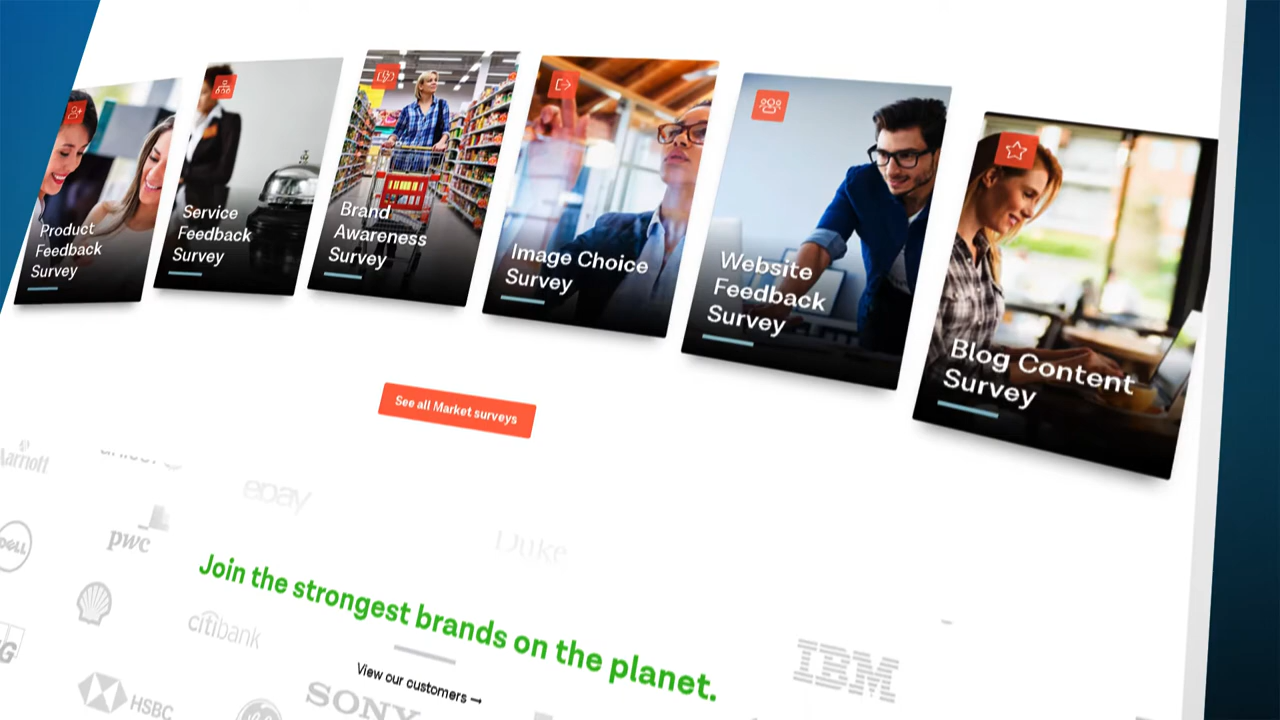 Product
Feedback
Survey
Service
Feedback
Survey
Brand
Awareness
Survey
Image Choice
Survey
Website
Feedback
Survey
Blog Content
Survey
See all Market surveys
Marriott
epay
Duke
DELL
pwc
citibank
Join the strongest brands on the planet.
View our customers →
IBM
HSBC
SONY